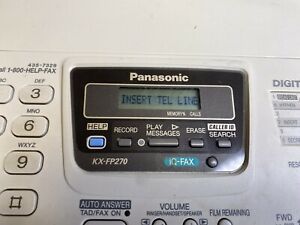 435-7329
all 1-800-HELP-FAX
Panasonic
INSERT TEL LINE
MEMORY% CALLS
HELP
RECORD
PLAY
MESSAGES
ERASE
CALLER ID
SEARCH
KX-FP270
iQ-FAX
DEF
3
MNO
6
WXYZ
9
DIGIT
AUTO ANSWER
TAD/FAX ON
VOLUME
RINGER/HANDSET/SPEAKER
FILM REMAINING
FWD